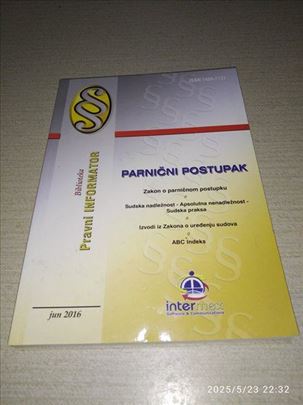 §
Biblioteka
Pravni INFORMATOR
PARNIČNI POSTUPAK
Zakon o parničnom postupku
Sudska nadležnost - Apsolutna nenadležnost -
Sudska praksa
Izvodi iz Zakona o uređenju sudova
ABC indeks
intermex
Software & Communications
jun 2016
2025/5/23 22:32